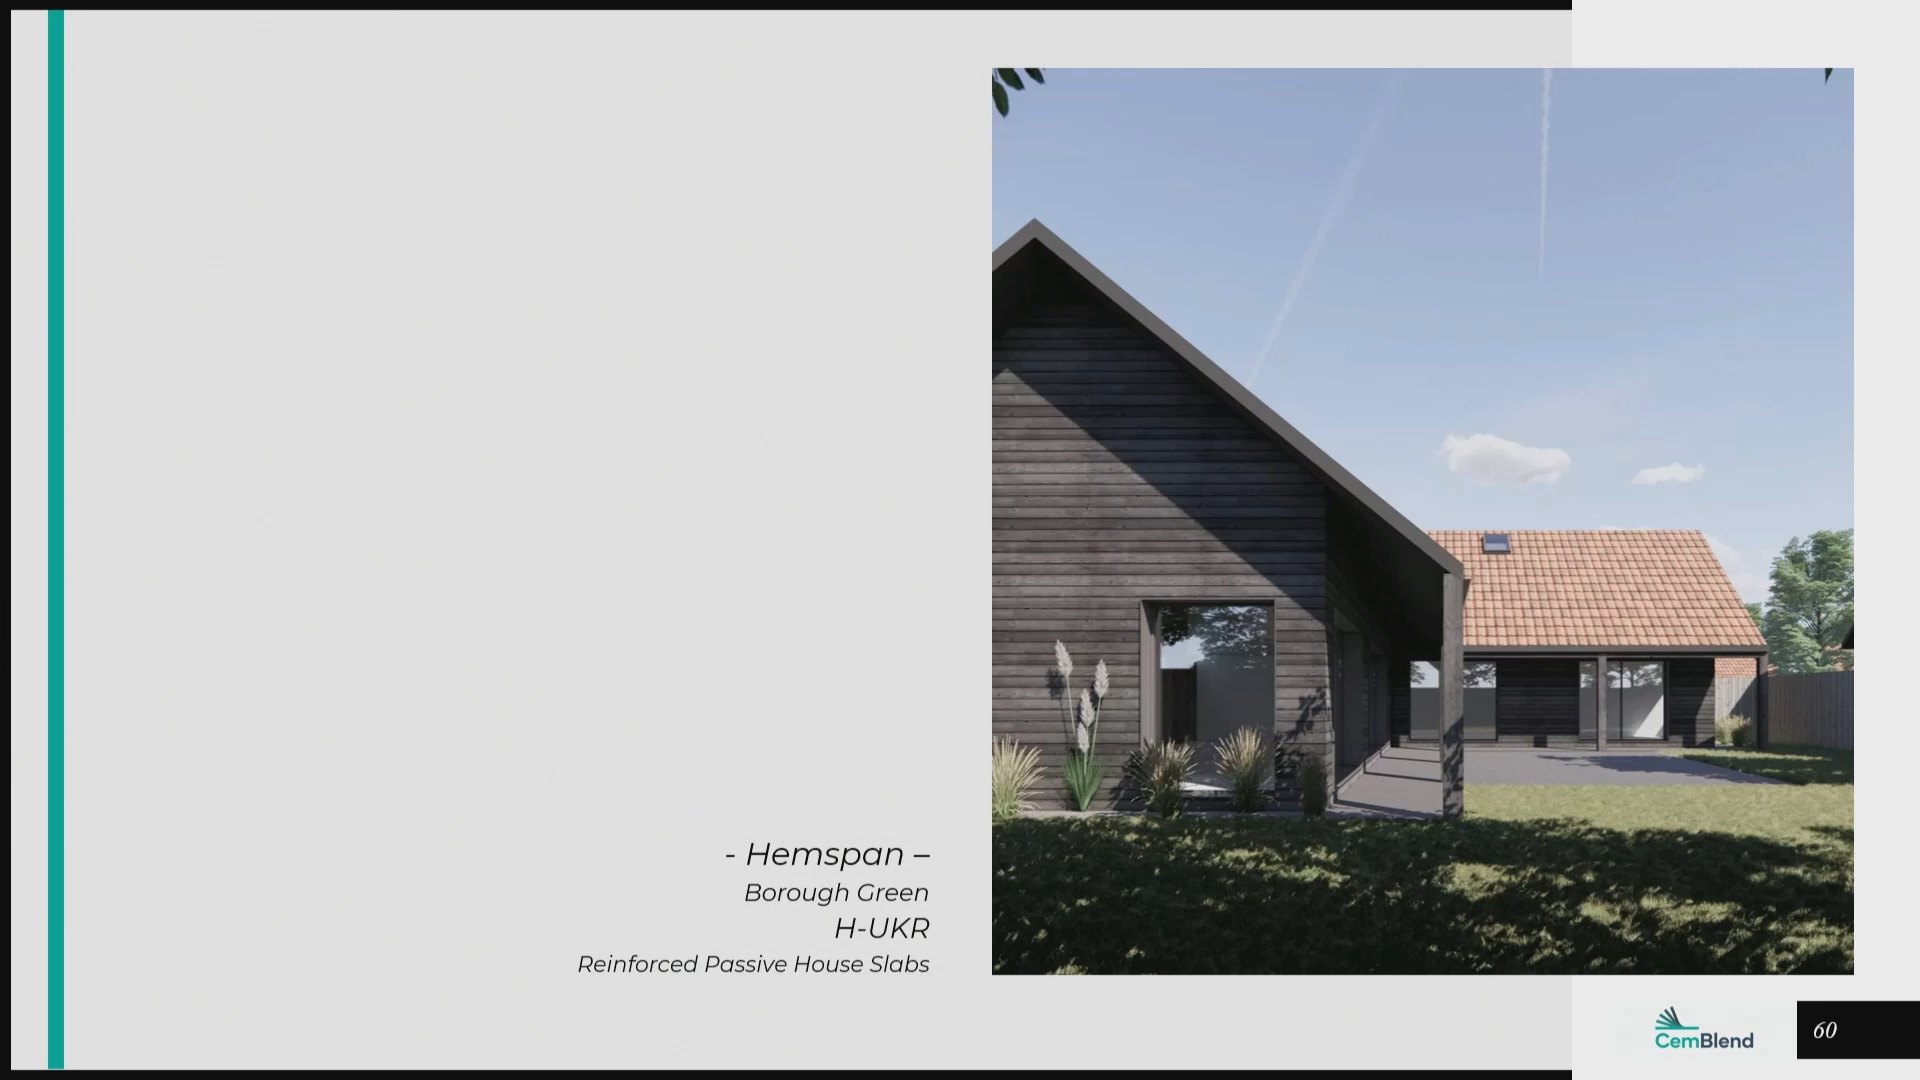 - Hemspan –
Borough Green
H-UKR
Reinforced Passive House Slabs
CemBlend
60